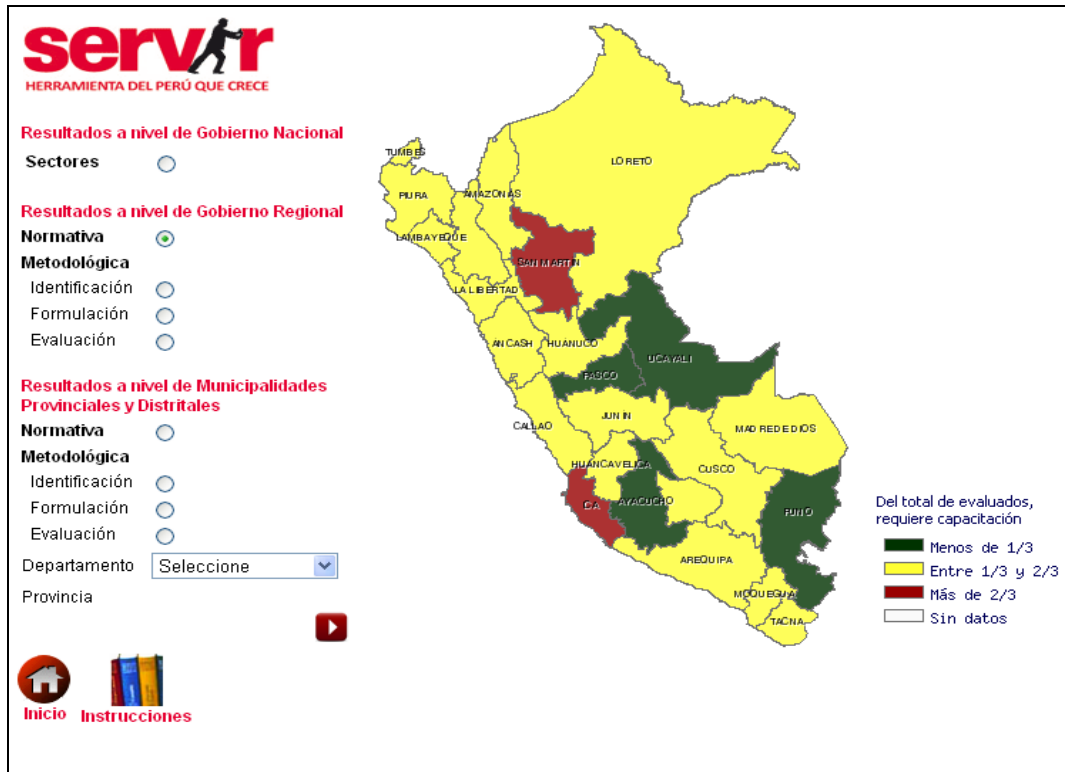 servir
HERRAMIENTA DEL PERÚ QUE CRECE
Resultados a nivel de Gobierno Nacional
Sectores
Resultados a nivel de Gobierno Regional
Normativa
Metodológica
Identificación
Formulación
Evaluación
Resultados a nivel de Municipalidades
Provinciales y Distritales
Normativa
Metodológica
Identificación
Formulación
Evaluación
Departamento Seleccione
Provincia
Inicio Instrucciones
TUMBES
LORETO
PIURA
AMAZONAS
LAMBAYEQUE
SAN MARTIN
LA LIBERTAD
ANCASH
HUANUCO
UCAYALI
PASCO
JUNIN
CALLAO
MADRE DE DIOS
HUANCAVELICA
CUSCO
ICA
AYACUCHO
PUNO
AREQUIPA
MOQUEGUA
TACNA
Del total de evaluados,
requiere capacitación
Menos de 1/3
Entre 1/3 y 2/3
Más de 2/3
Sin datos